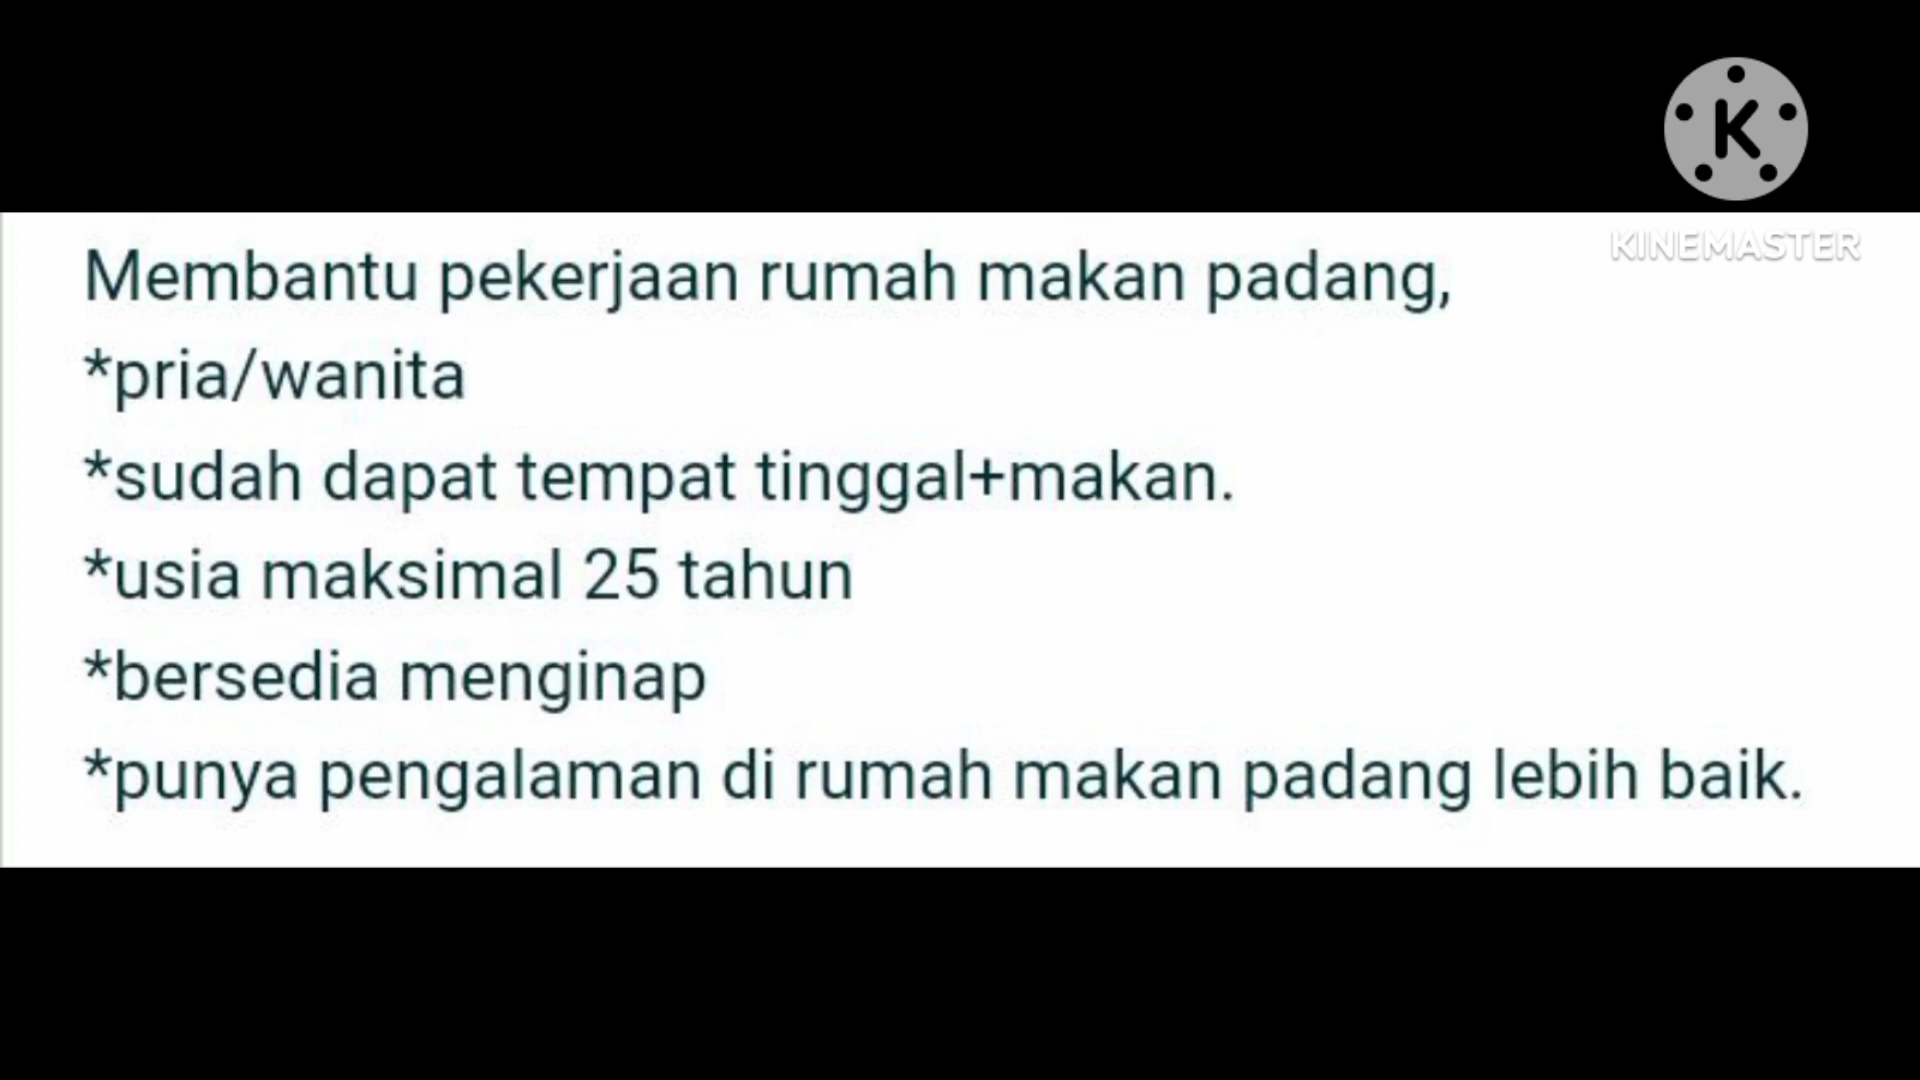 K
KINEMASTER
Membantu pekerjaan rumah makan padang,
*pria/wanita
*sudah dapat tempat tinggal+makan.
*usia maksimal 25 tahun
*bersedia menginap
*punya pengalaman di rumah makan padang lebih baik.